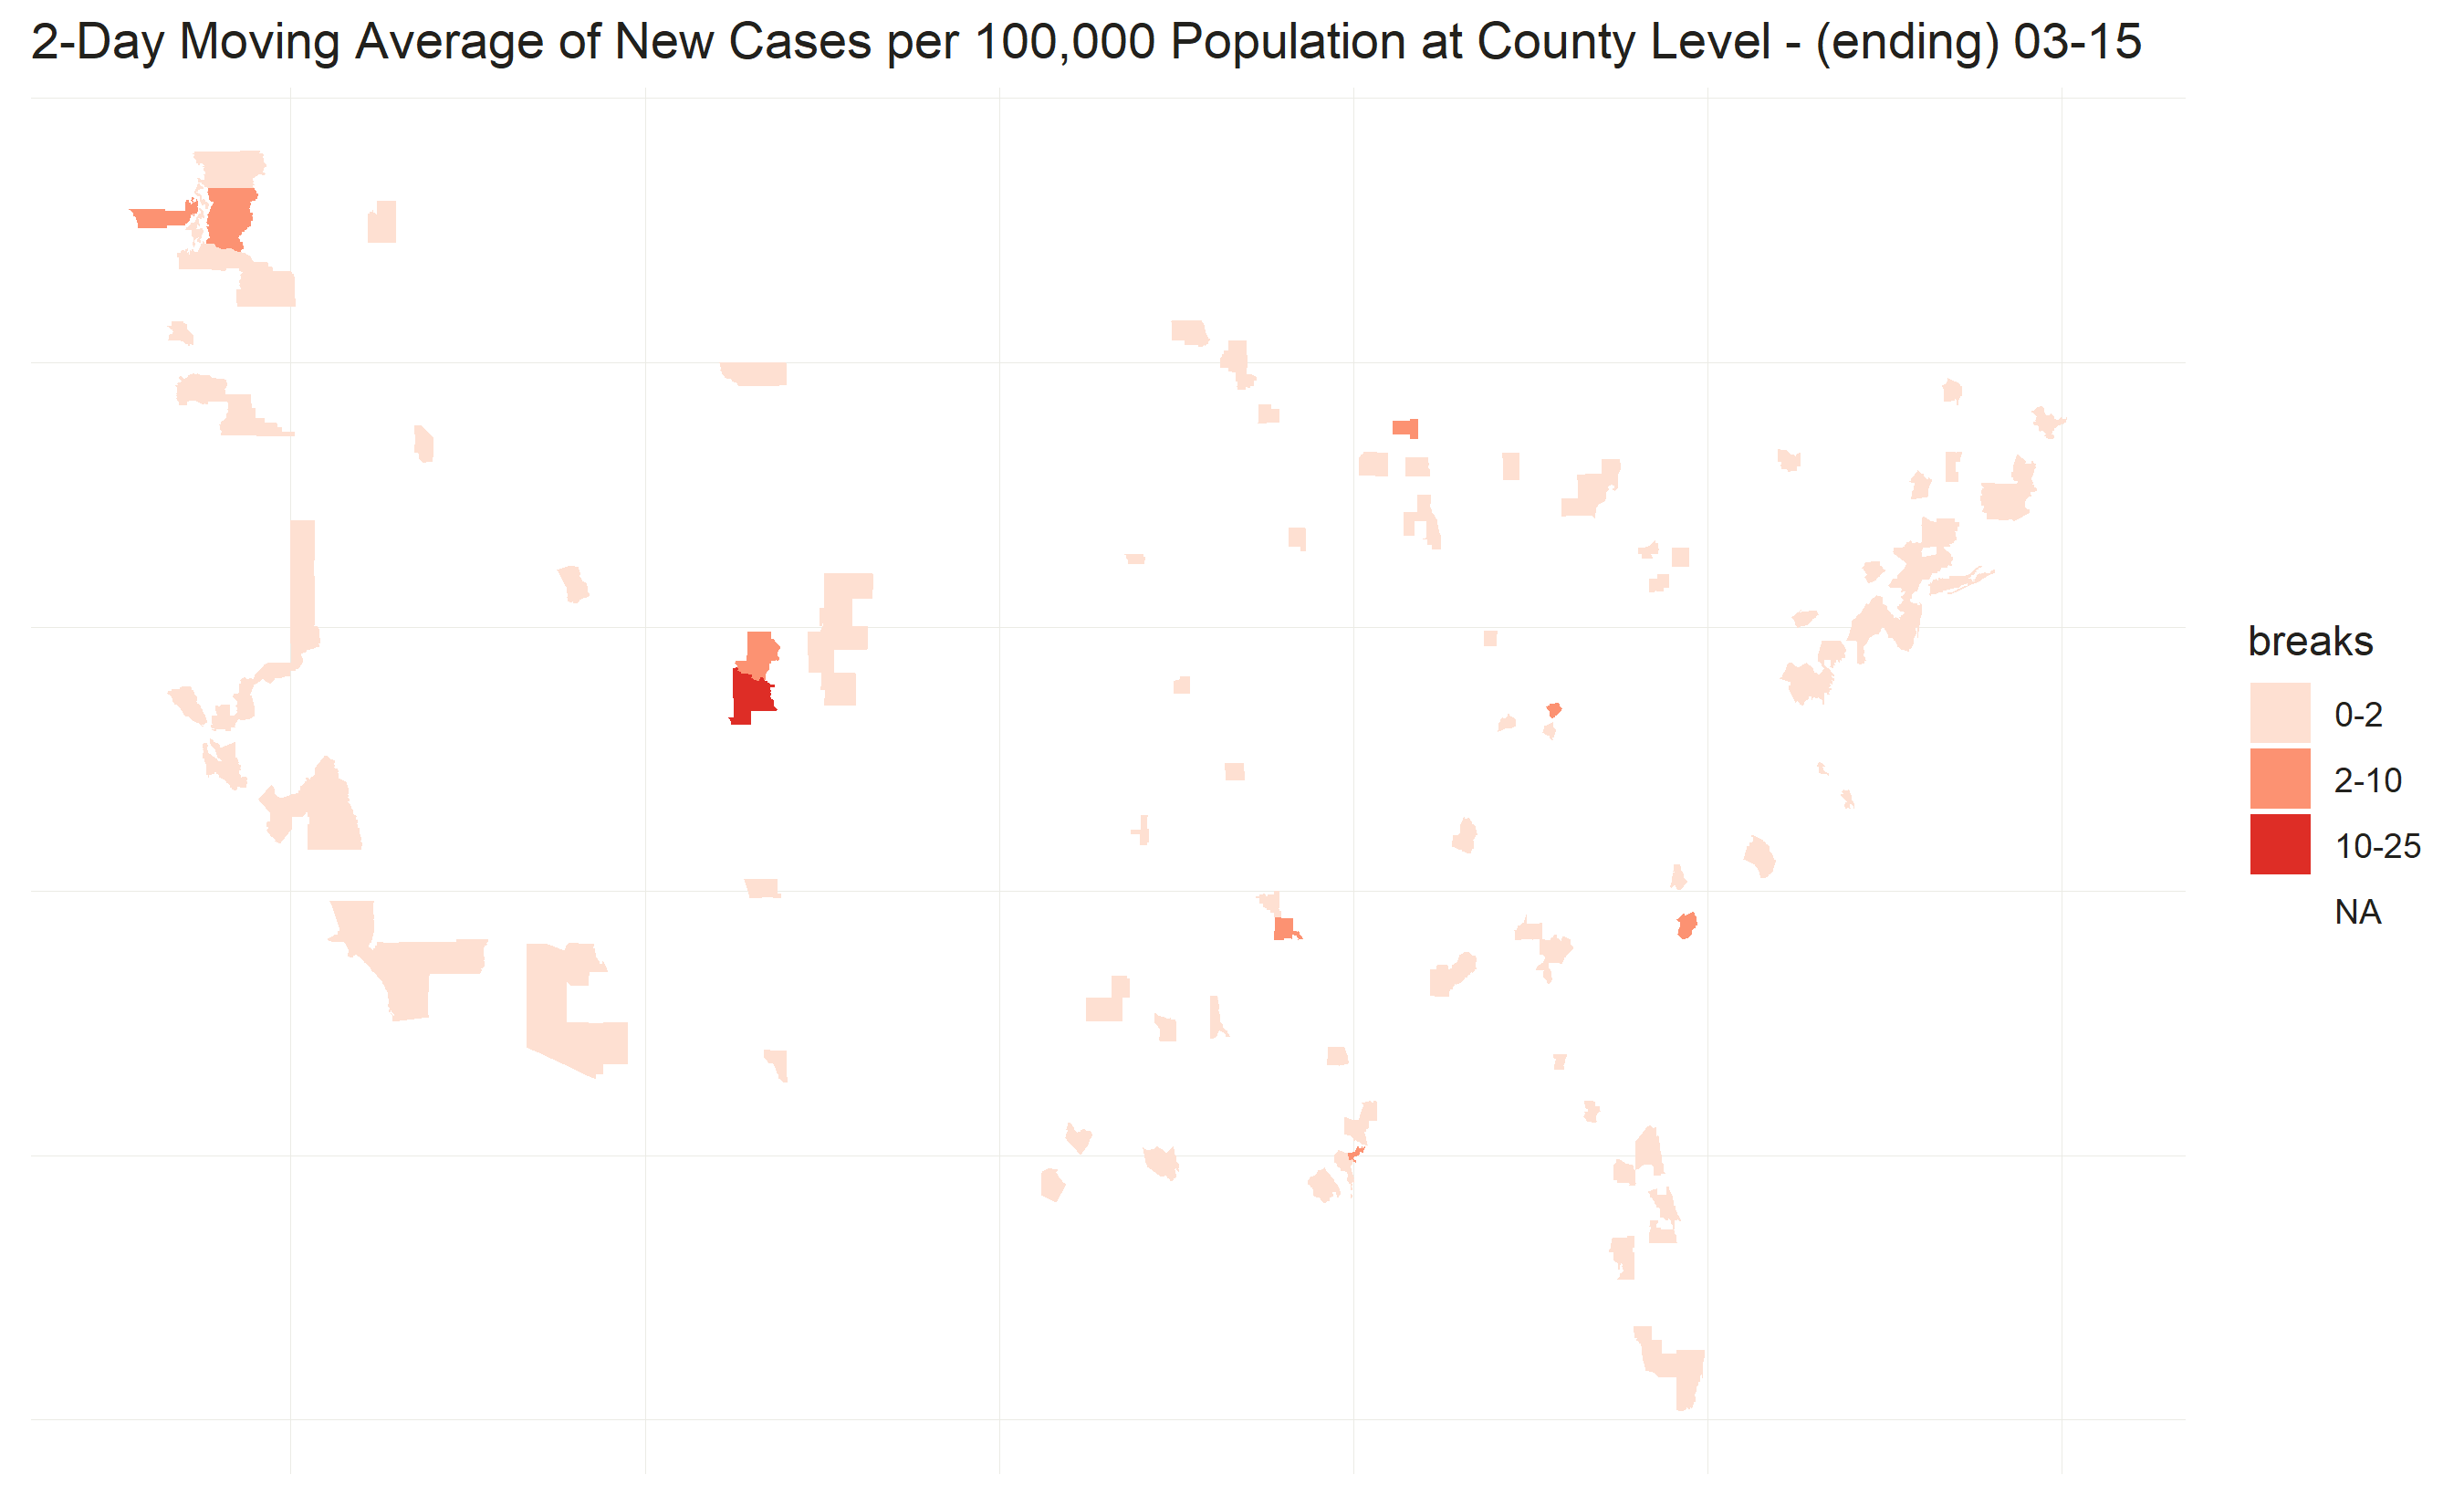 2-Day Moving Average of New Cases per 100,000 Population at County Level - (ending) 03-15
breaks
0-2
2-10
10-25
NA